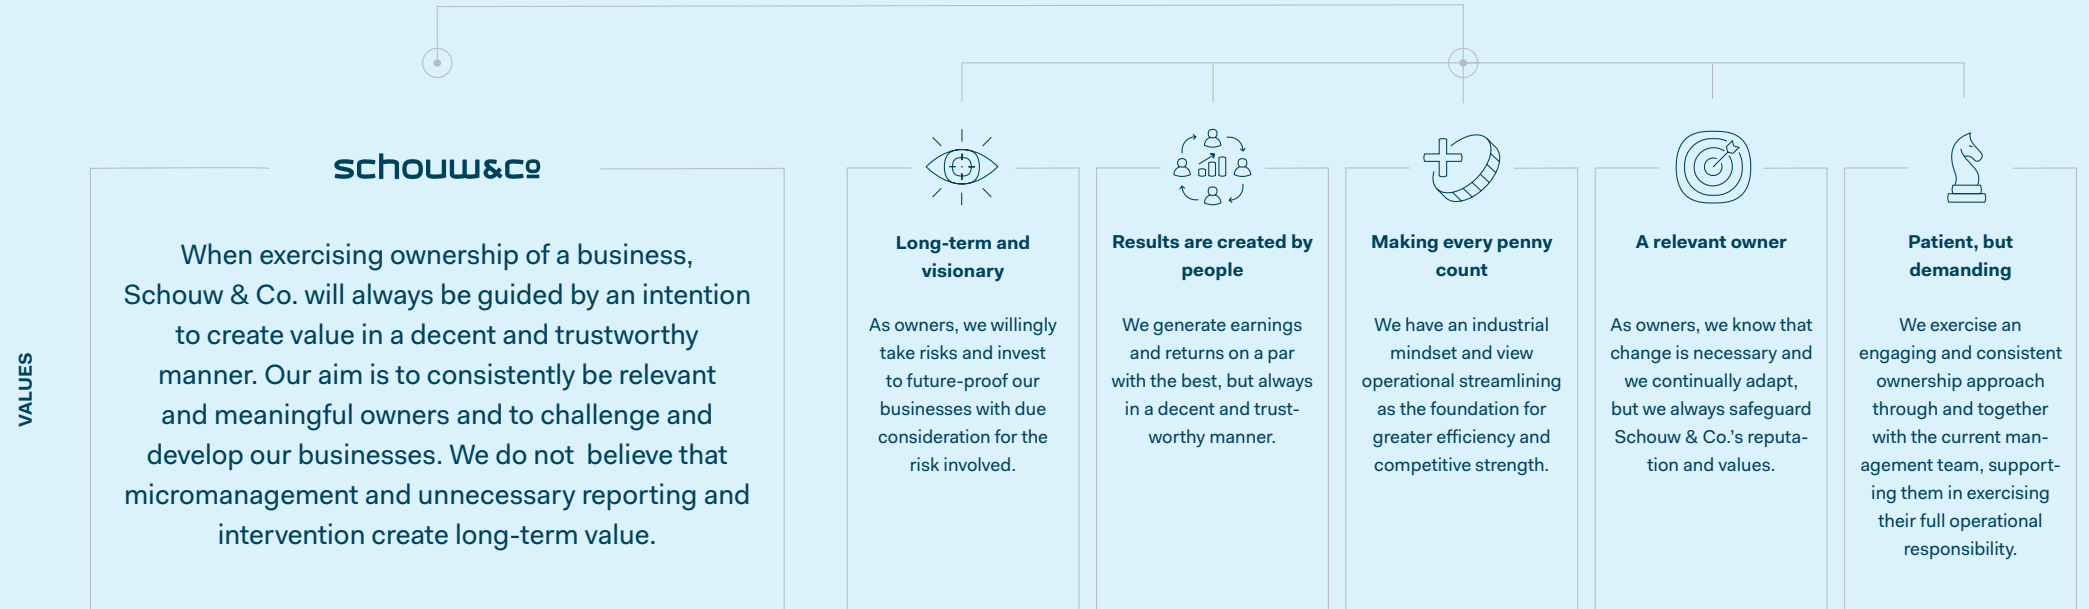 VALUES
schouw&co
When exercising ownership of a business,
Schouw & Co. will always be guided by an intention
to create value in a decent and trustworthy
manner. Our aim is to consistently be relevant
and meaningful owners and to challenge and
develop our businesses. We do not believe that
micromanagement and unnecessary reporting and
intervention create long-term value.
Long-term and
visionary
As owners, we willingly
take risks and invest
to future-proof our
businesses with due
consideration for the
risk involved.
Results are created by
people
We generate earnings
and returns on a par
with the best, but always
in a decent and trust-
worthy manner.
Making every penny
count
We have an industrial
mindset and view
operational streamlining
as the foundation for
greater efficiency and
competitive strength.
A relevant owner
As owners, we know that
change is necessary and
we continually adapt,
but we always safeguard
Schouw & Co.’s reputa-
tion and values.
Patient, but
demanding
We exercise an
engaging and consistent
ownership approach
through and together
with the current man-
agement team, support-
ing them in exercising
their full operational
responsibility.